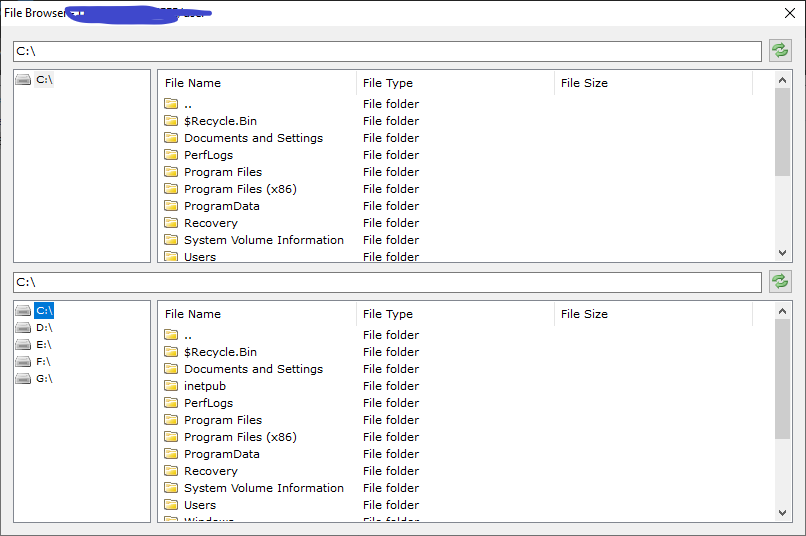 File Browser
C:\
C:\
File Name File Type File Size
.. File folder
$Recycle.Bin File folder
Documents and Settings File folder
PerfLogs File folder
Program Files File folder
Program Files (x86) File folder
ProgramData File folder
Recovery File folder
System Volume Information File folder
Users File folder
C:\
C:\
D:\
E:\
F:\
G:\
File Name File Type File Size
.. File folder
$Recycle.Bin File folder
Documents and Settings File folder
inetpub File folder
PerfLogs File folder
Program Files File folder
Program Files (x86) File folder
ProgramData File folder
Recovery File folder
System Volume Information File folder
Users File folder
Windows File folder